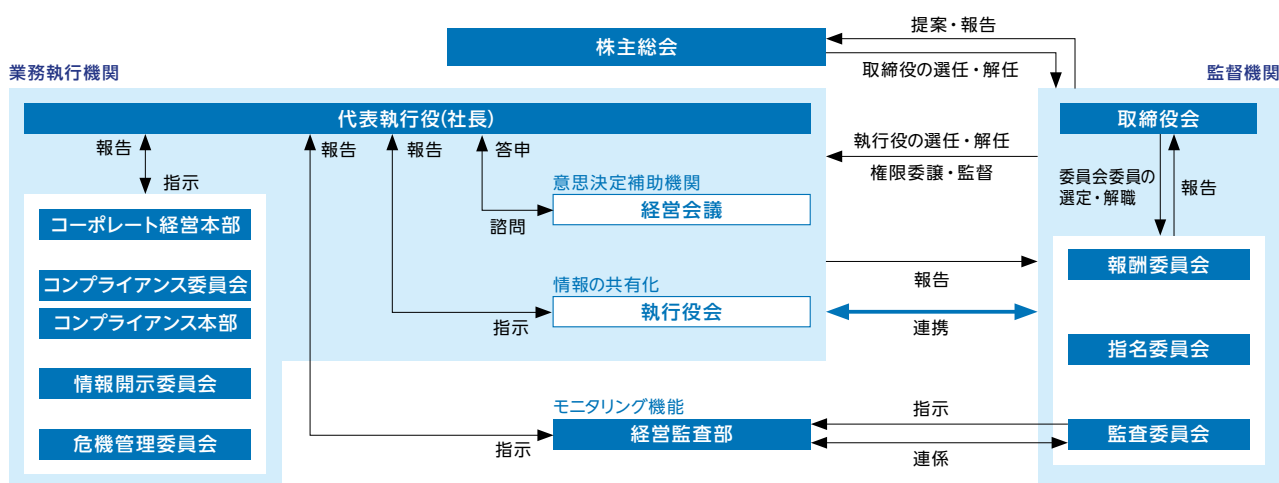 提案・報告
株主総会
取締役の選任・解任
業務執行機関
監督機関
代表執行役(社長)
取締役会
報告
指示
報告
報告
答申
執行役の選任・解任
権限委譲・監督
委員会委員の
選定・解職
報告
意思決定補助機関
経営会議
諮問
コーポレート経営本部
コンプライアンス委員会
コンプライアンス本部
情報開示委員会
危機管理委員会
情報の共有化
執行役会
指示
報告
連携
報酬委員会
指名委員会
監査委員会
モニタリング機能
経営監査部
指示
指示
連係